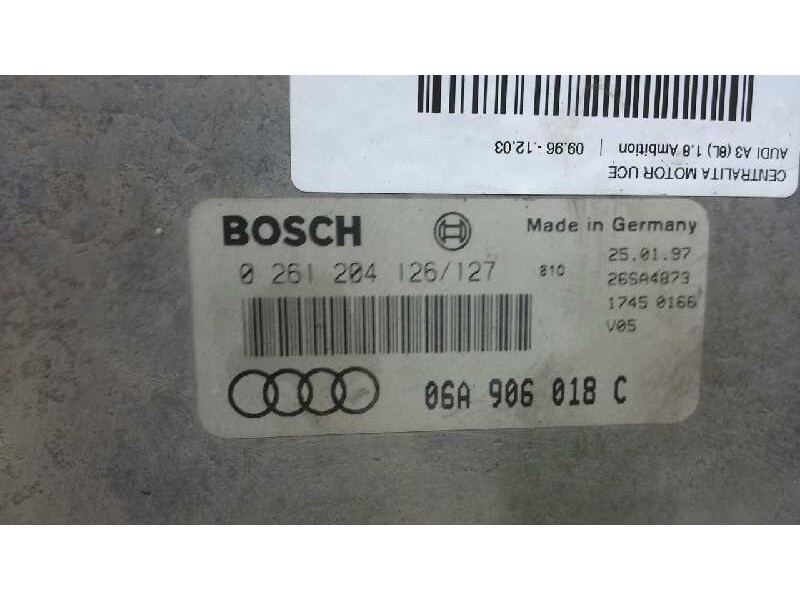 CENTRALITA MOTOR UCE
AUDI A3 (8L) 1.8 Ambition | 09.96 - 12.03
BOSCH
Made in Germany
0 261 204 126/127
810
25.01.97
26SA4873
1745 0166
V05
06A 906 018 C